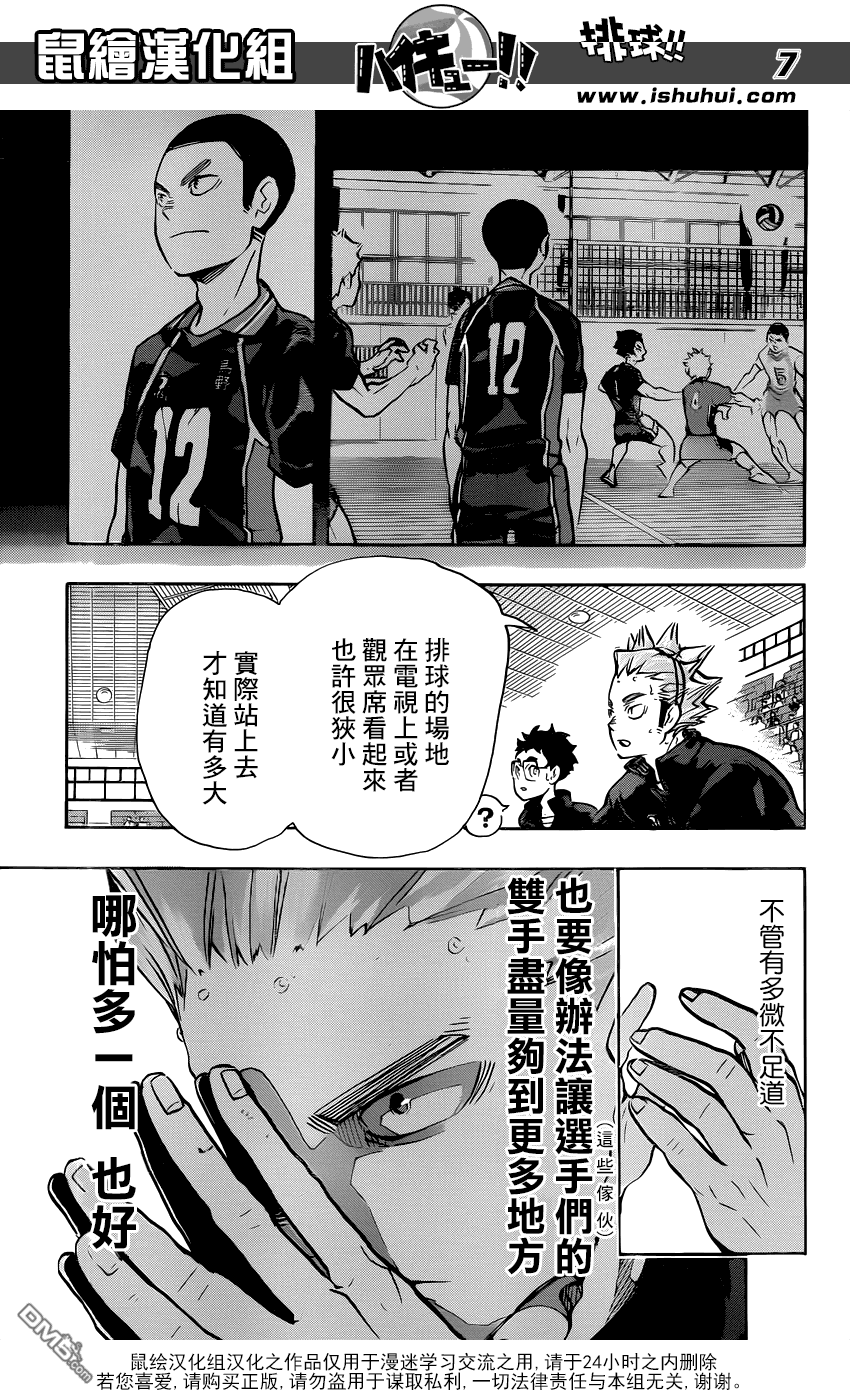 鼠繪漢化組
ハイキュー!!
排球!!
7
www.ishuhui.com
烏野
12
12
4
5
排球的場地
在電視上或者
觀眾席看起來
也許很狹小
實際站上去
才知道有多大
?
不管有多微不足道
也要像辦法讓選手們的
(這些傢伙)
雙手盡量夠到更多地方
哪怕多一個 也好
DM5.com
鼠绘汉化组汉化之作品仅用于漫迷学习交流之用, 请于24小时之内删除
若您喜爱, 请购买正版, 请勿用于谋取私利, 一切法律责任与本组无关, 谢谢。